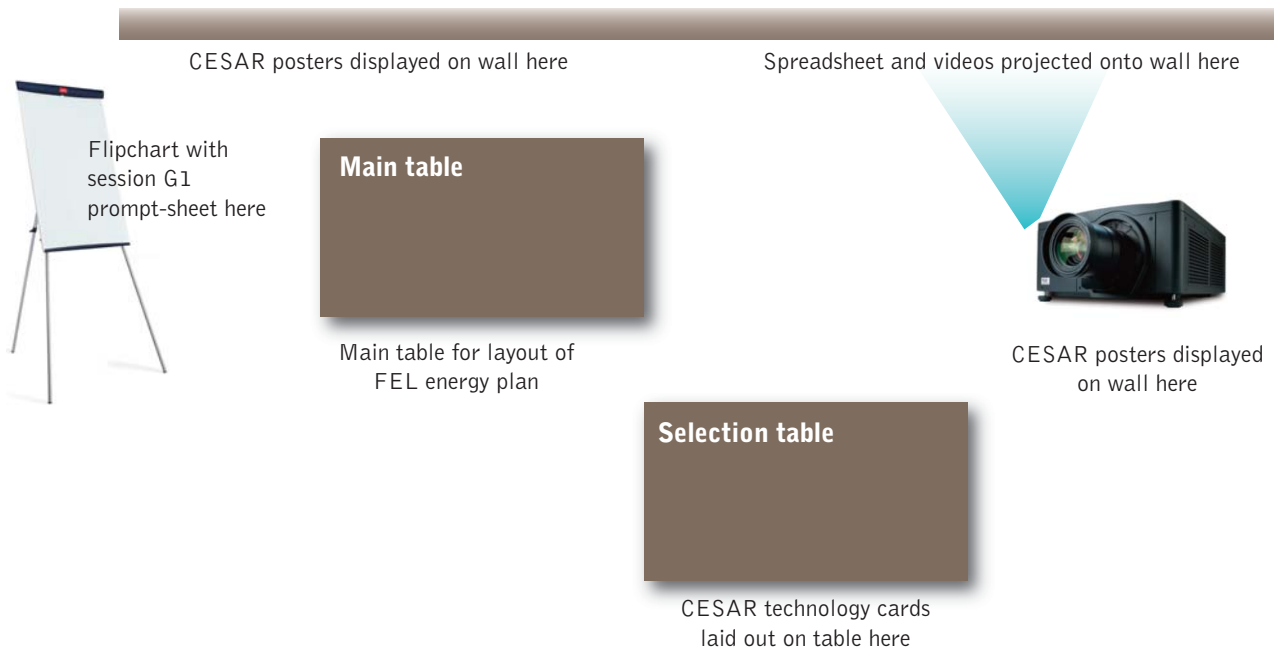 CESAR posters displayed on wall here
Spreadsheet and videos projected onto wall here
Flipchart with
session G1
prompt-sheet here
Main table
Main table for layout of
FEL energy plan
CESAR posters displayed
on wall here
Selection table
CESAR technology cards
laid out on table here